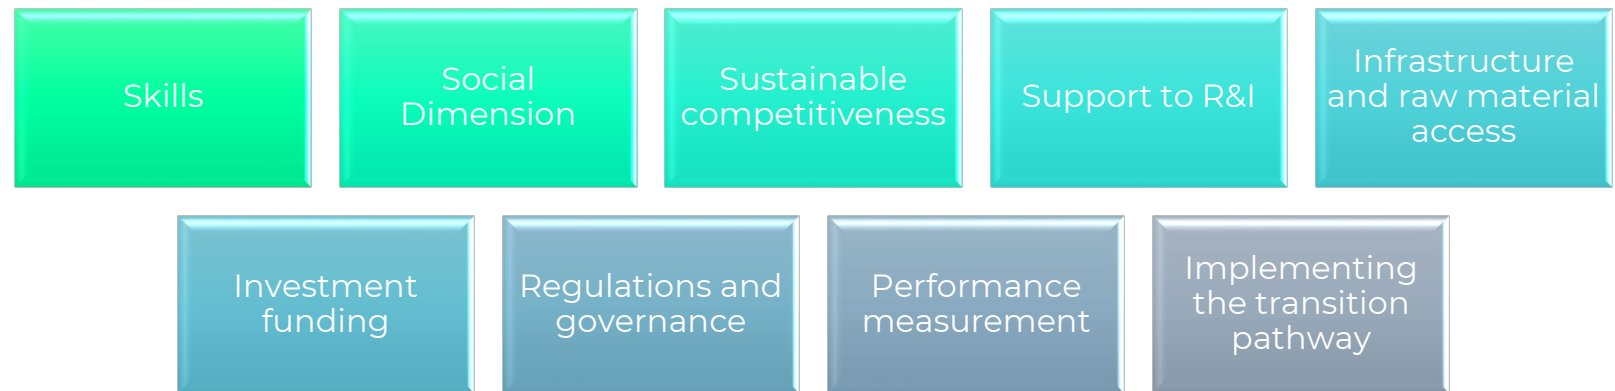 Skills
Social
Dimension
Sustainable
competitiveness
Support to R&I
Infrastructure
and raw material
access
Investment
funding
Regulations and
governance
Performance
measurement
Implementing
the transition
pathway